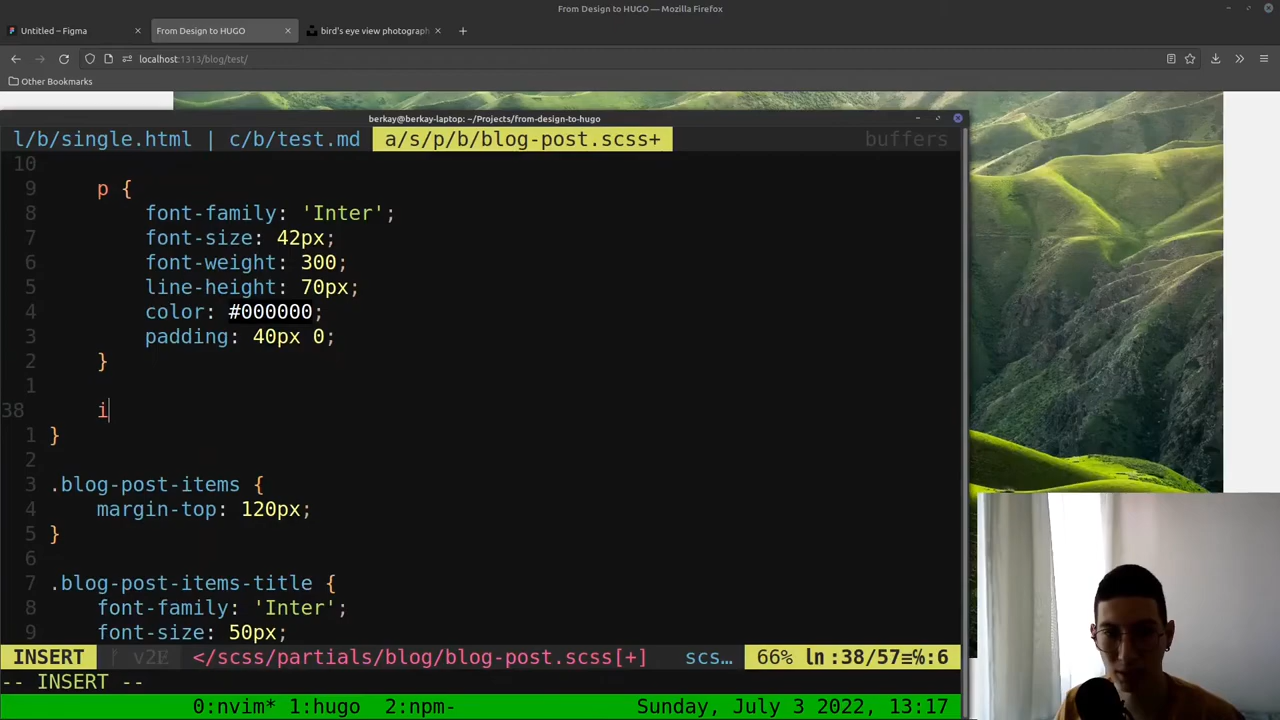 From Design to HUGO — Mozilla Firefox
Untitled – Figma
From Design to HUGO
bird's eye view photograph
localhost:1313/blog/test/
Other Bookmarks
berkay@berkay-laptop: ~/Projects/from-design-to-hugo
l/b/single.html | c/b/test.md a/s/p/b/blog-post.scss+ buffers
10
9 p {
8 font-family: 'Inter';
7 font-size: 42px;
6 font-weight: 300;
5 line-height: 70px;
4 color: #000000;
3 padding: 40px 0;
2 }
1
38 i
1 }
2
3 .blog-post-items {
4 margin-top: 120px;
5 }
6
7 .blog-post-items-title {
8 font-family: 'Inter';
9 font-size: 50px;
INSERT </scss/partials/blog/blog-post.scss[+] scs… 66% ln:38/57≡℅:6
-- INSERT --
0:nvim* 1:hugo 2:npm- Sunday, July 3 2022, 13:17